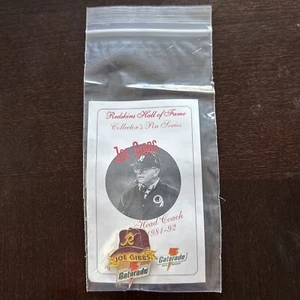 Redskins Hall of Fame
Collector's Pin Series
Joe Gibbs
Head Coach
1981-92
JOE GIBBS
Gatorade
Gatorade